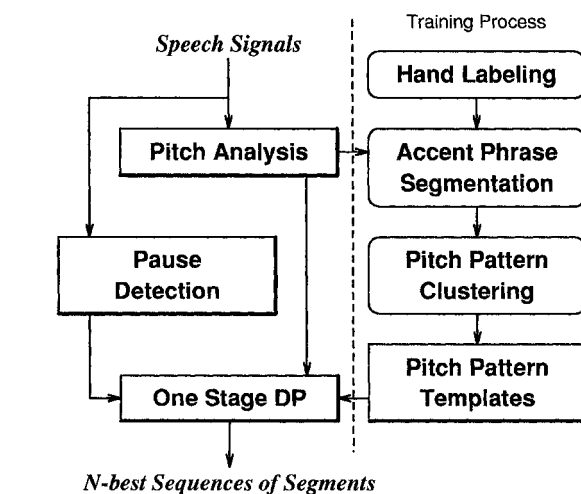 Training Process
Speech Signals
Hand Labeling
Pitch Analysis
Accent Phrase
Segmentation
Pause
Detection
Pitch Pattern
Clustering
One Stage DP
Pitch Pattern
Templates
N-best Sequences of Segments